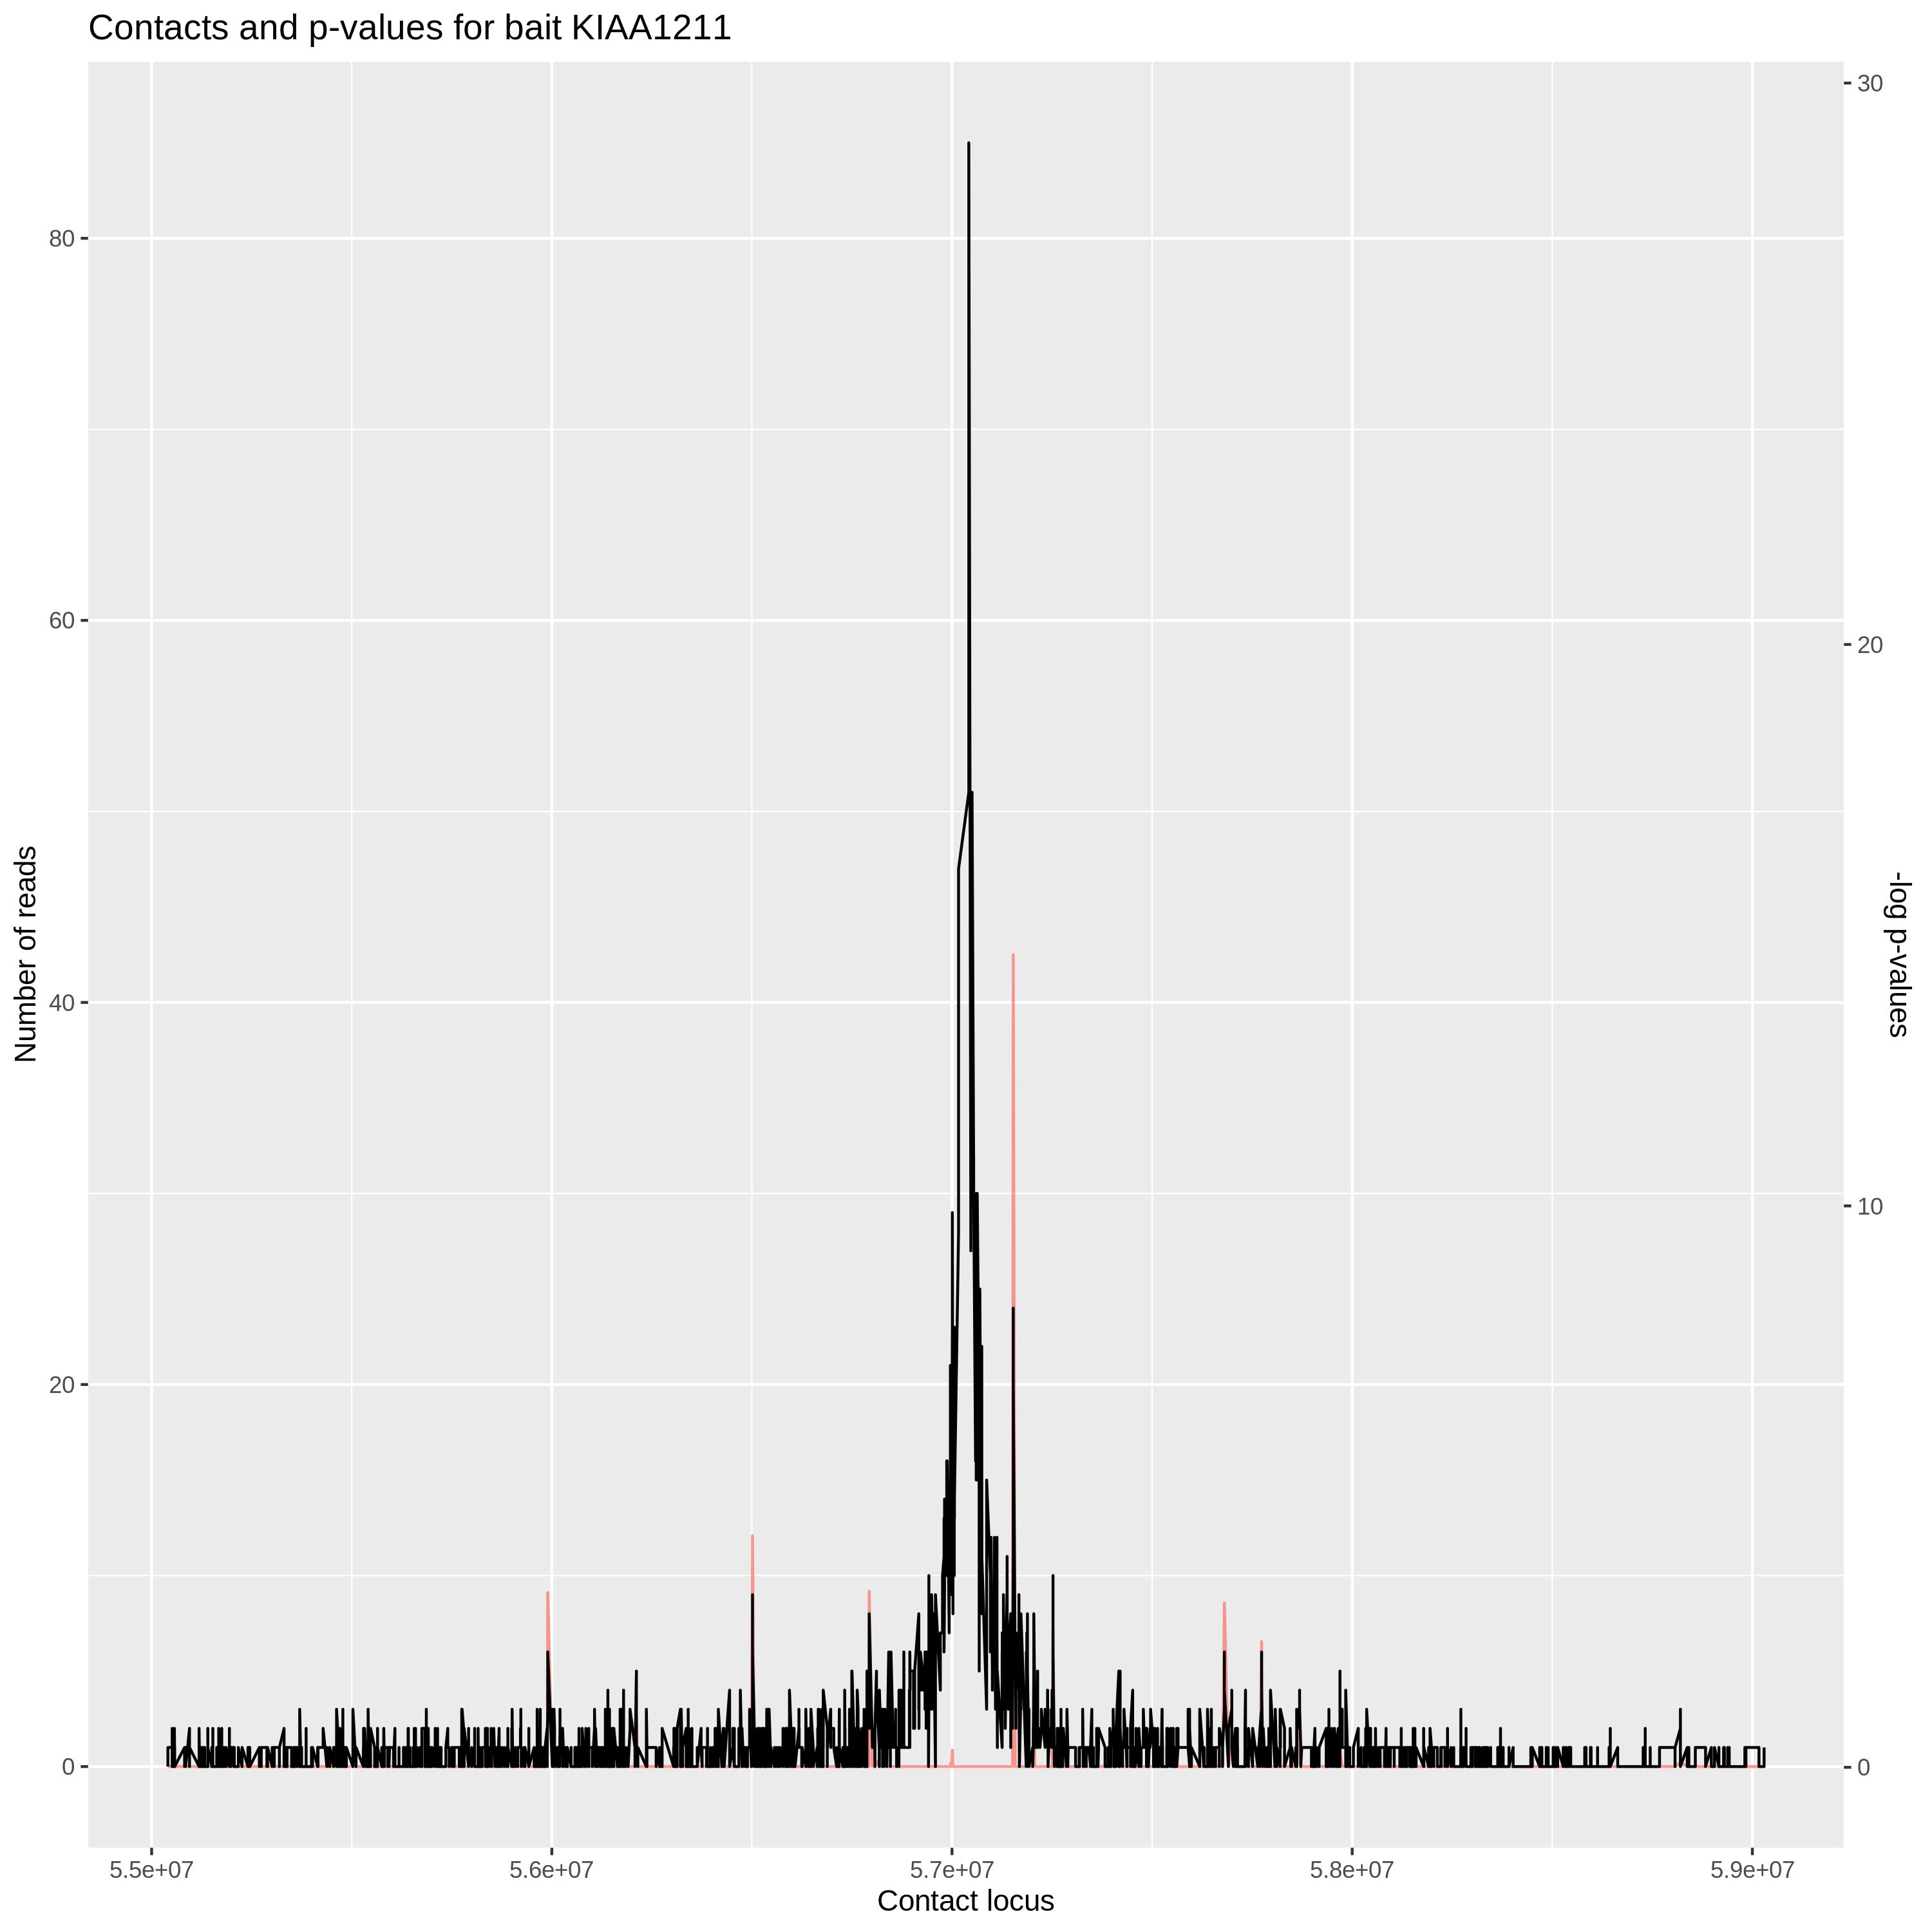 Contacts and p-values for bait KIAA1211
80
60
40
20
0
Number of reads
30
20
10
0
-log p-values
5.5e+07
5.6e+07
5.7e+07
5.8e+07
5.9e+07
Contact locus